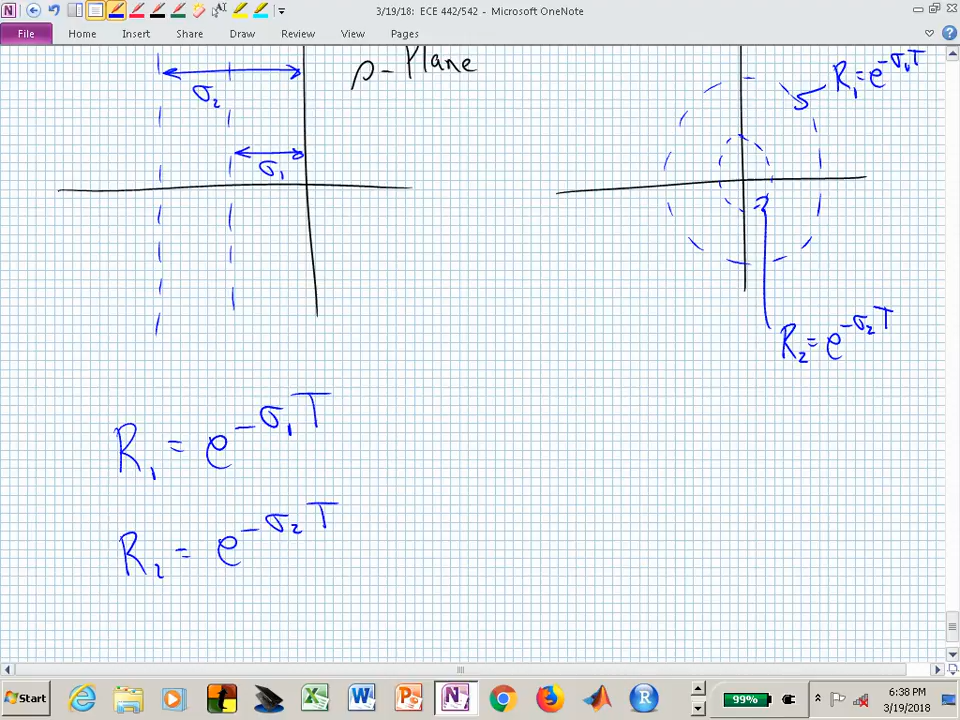 3/19/18: ECE 442/542 - Microsoft OneNote
File Home Insert Share Draw Review View Pages
σ₂
σ₁
Plane
R₁=e^-σ₁T
R₂=e^-σ₂T
R₁ = e^-σ₁T
R₂ = e^-σ₂T
Start
99%
6:38 PM
3/19/2018